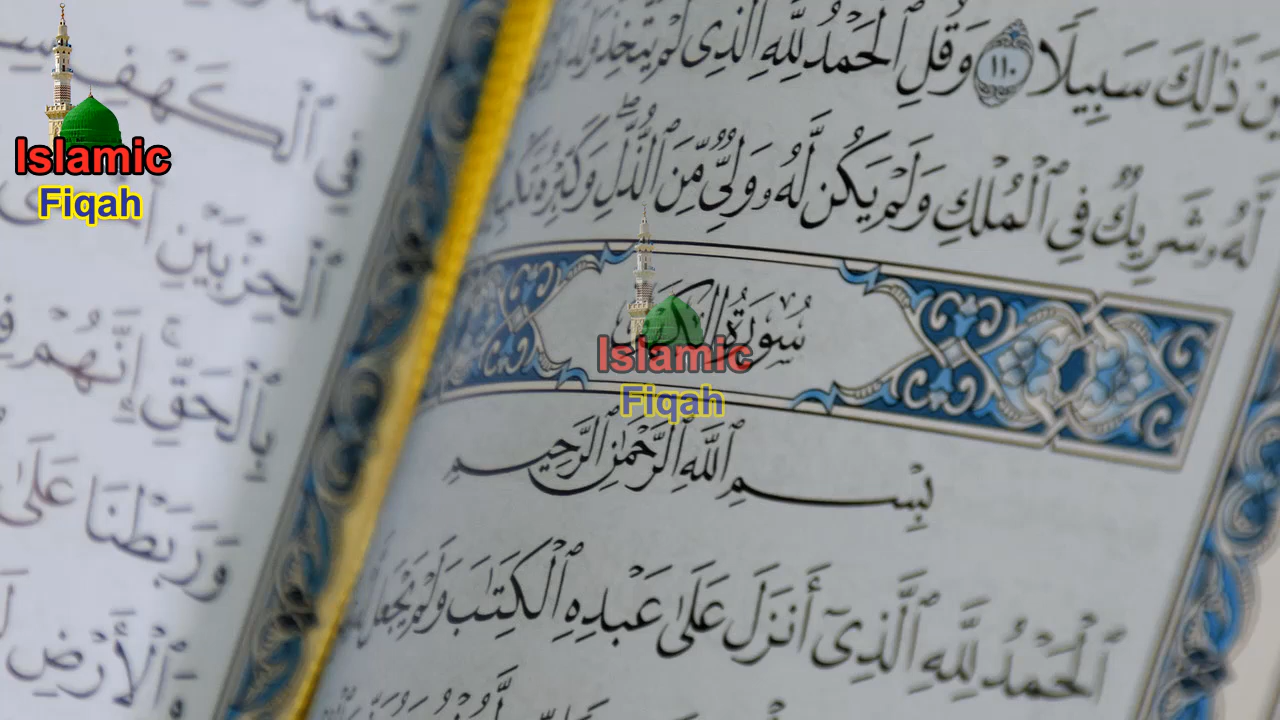 ِن ذَٰلِكَ سَبِيلًا ١١٠ وَقُلِ ٱلْحَمْدُ لِلَّهِ ٱلَّذِى لَمْ يَتَّخِذْ
لَّهُۥ شَرِيكٌ فِى ٱلْمُلْكِ وَلَمْ يَكُن لَّهُۥ وَلِىٌّ مِّنَ ٱلذُّلِّ وَكَبِّرْهُ
سُورَةُ
بِسْمِ ٱللَّهِ ٱلرَّحْمَٰنِ ٱلرَّحِيمِ
ٱلْحَمْدُ لِلَّهِ ٱلَّذِىٓ أَنزَلَ عَلَىٰ عَبْدِهِ ٱلْكِتَٰبَ وَلَمْ يَجْعَل
فِى ٱلْكَهْفِ
ٱلْحِزْبَيْنِ
بِٱلْحَقِّ ۚ إِنَّهُمْ
وَرَبَطْنَا عَلَىٰ
وَٱلْأَرْضِ
Islamic
Fiqah
Islamic
Fiqah